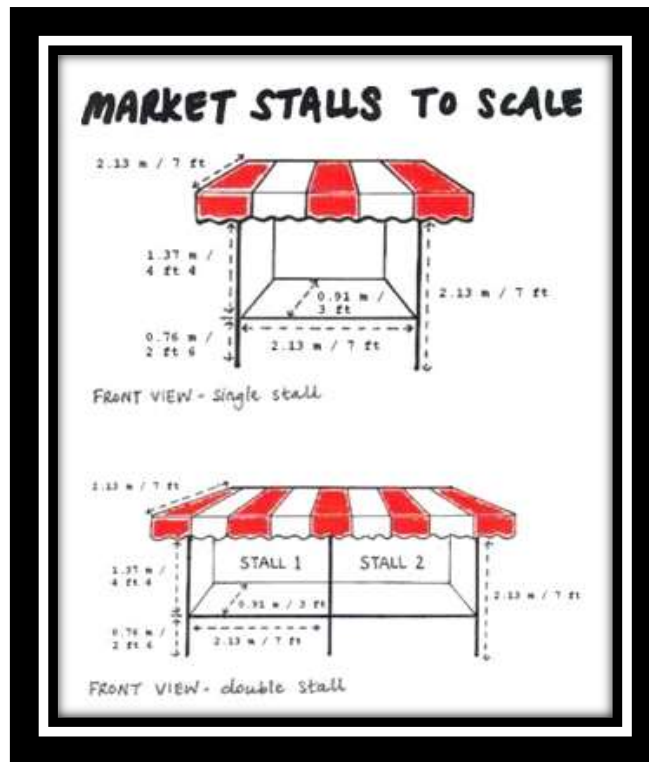 MARKET STALLS TO SCALE
2.13 m / 7 ft
1.37 m /
4 ft 4
0.91 m /
3 ft
2.13 m / 7 ft
0.76 m /
2 ft 6
2.13 m / 7 ft
FRONT VIEW - single stall
2.13 m / 7 ft
STALL 1
STALL 2
1.37 m /
4 ft 4
0.91 m / 3 ft
2.13 m / 7 ft
0.76 m /
2 ft 6
2.13 m / 7 ft
FRONT VIEW - double stall